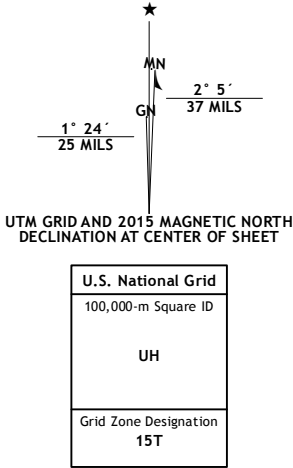 MN
GN
2° 5´
37 MILS
1° 24´
25 MILS
UTM GRID AND 2015 MAGNETIC NORTH
DECLINATION AT CENTER OF SHEET
U.S. National Grid
100,000-m Square ID
UH
Grid Zone Designation
15T